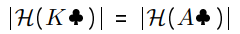 |ℋ(K♣)| = |ℋ(A♣)|